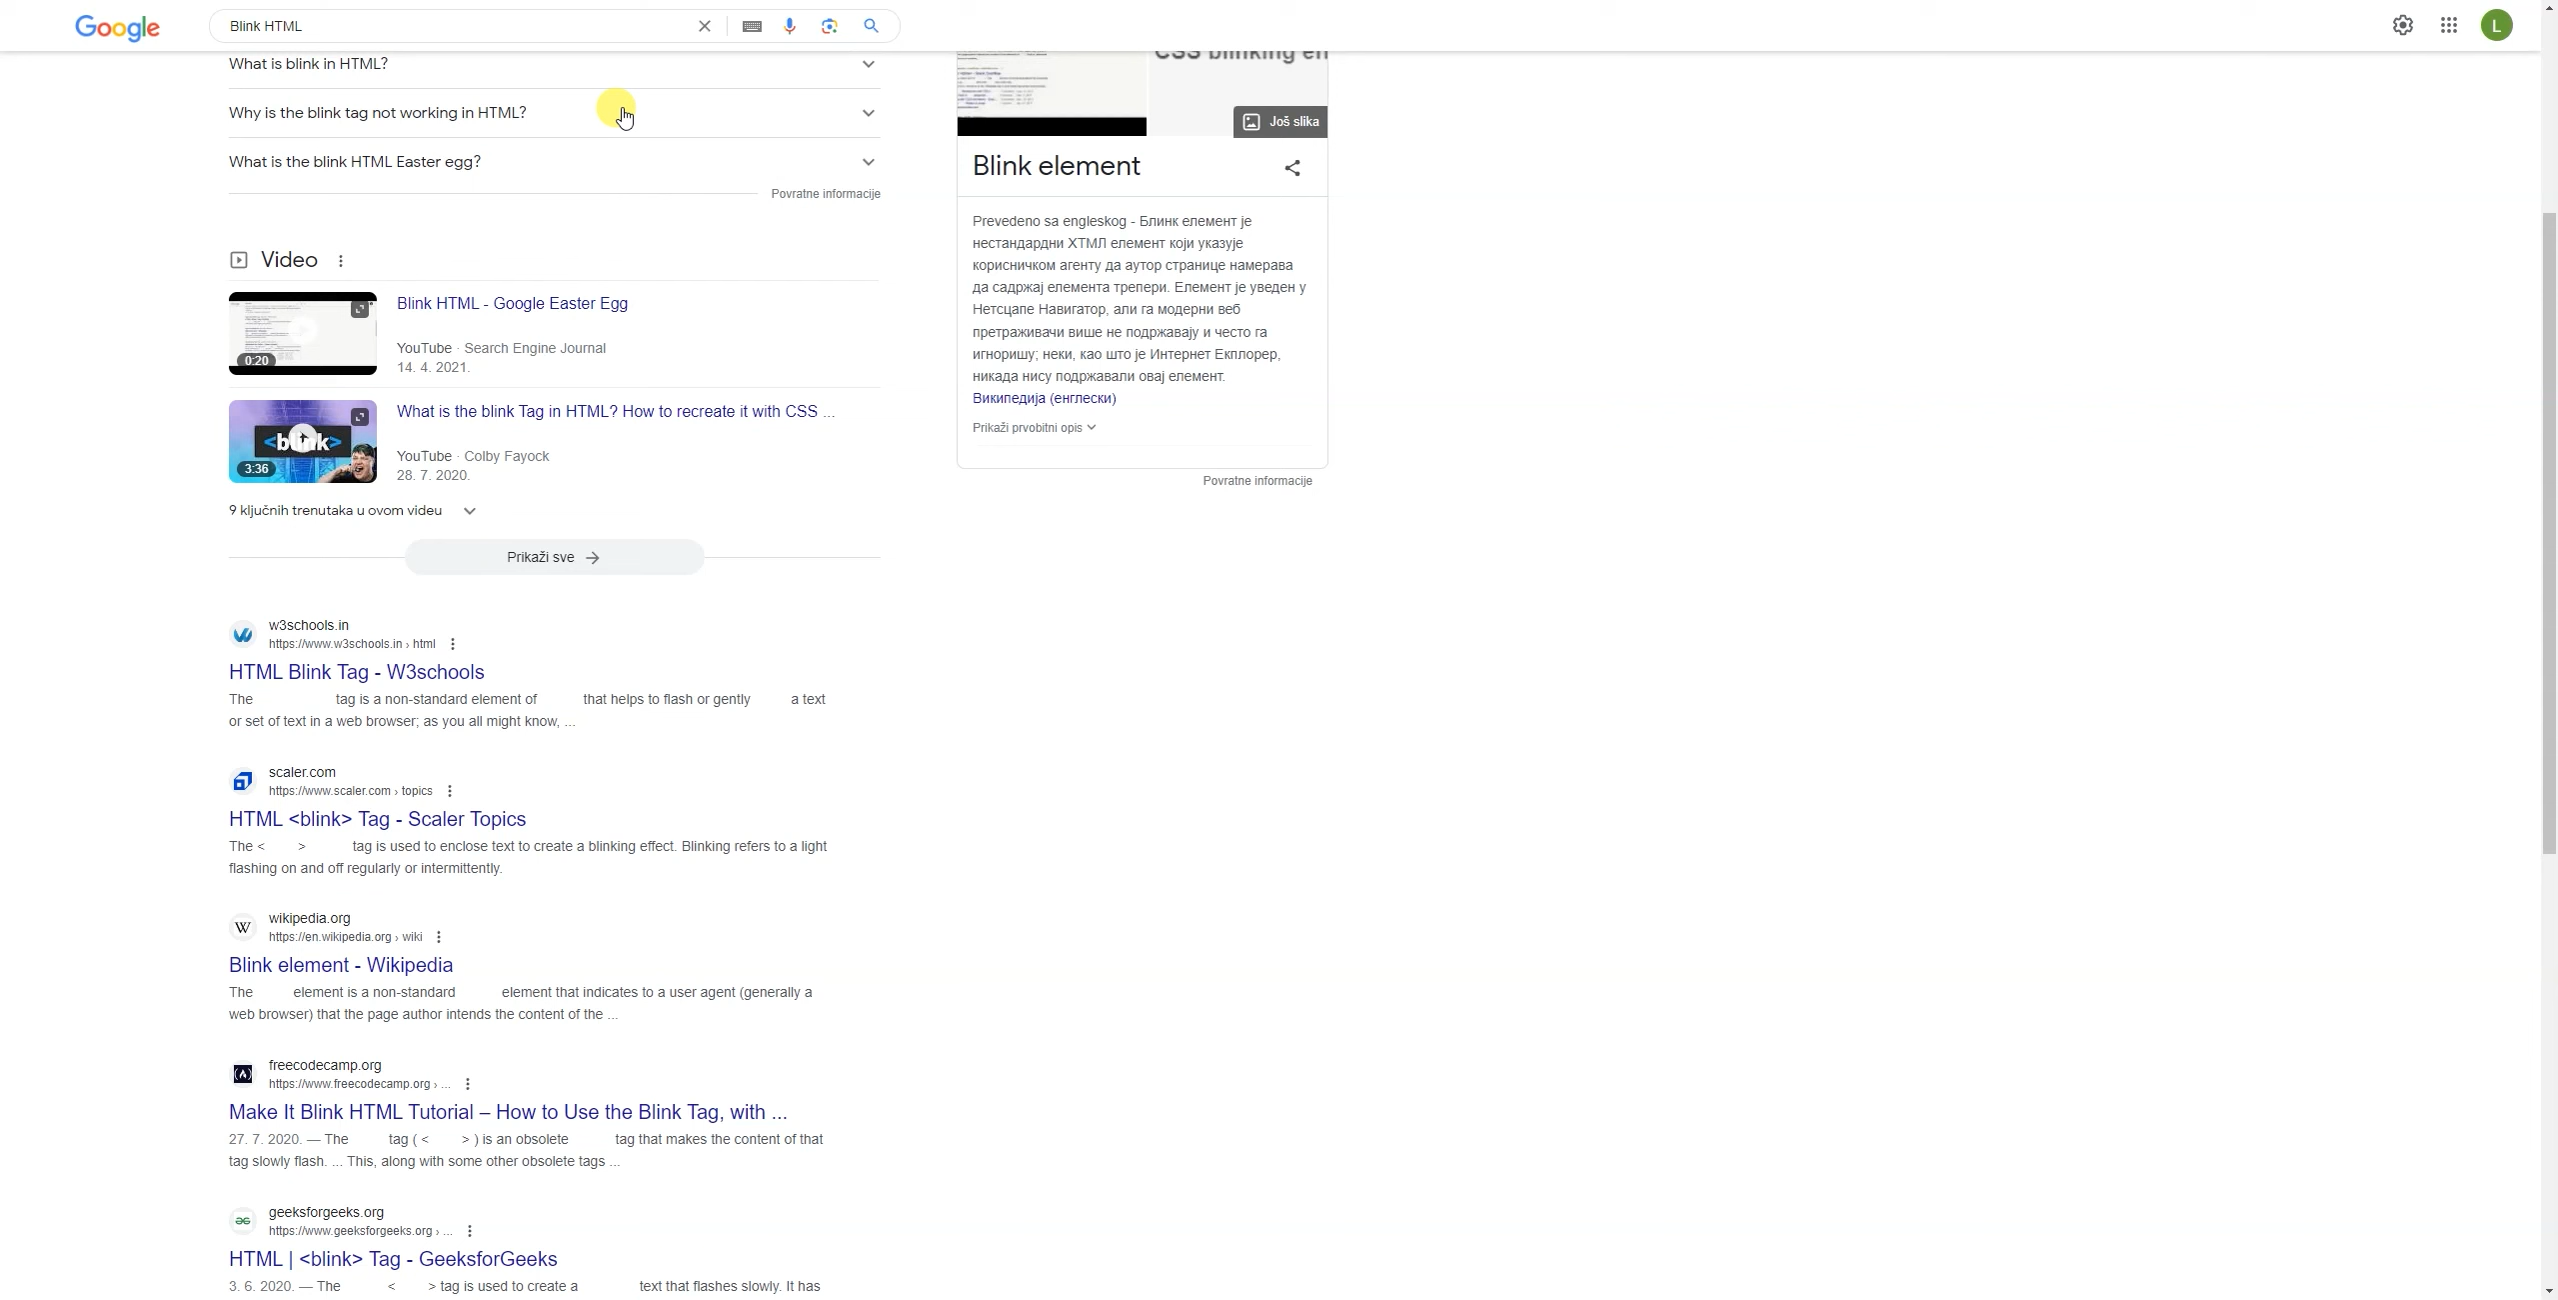 Google
Blink HTML
L
What is blink in HTML?
Why is the blink tag not working in HTML?
What is the blink HTML Easter egg?
Povratne informacije
Video
0:20
Blink HTML - Google Easter Egg
YouTube · Search Engine Journal
14. 4. 2021.
<blink>
3:36
What is the blink Tag in HTML? How to recreate it with CSS ...
YouTube · Colby Fayock
28. 7. 2020.
9 ključnih trenutaka u ovom videu
Prikaži sve
w3schools.in
https://www.w3schools.in › html
HTML Blink Tag - W3schools
The tag is a non-standard element of that helps to flash or gently a text
or set of text in a web browser; as you all might know, ...
scaler.com
https://www.scaler.com › topics
HTML <blink> Tag - Scaler Topics
The < > tag is used to enclose text to create a blinking effect. Blinking refers to a light
flashing on and off regularly or intermittently.
W
wikipedia.org
https://en.wikipedia.org › wiki
Blink element - Wikipedia
The element is a non-standard element that indicates to a user agent (generally a
web browser) that the page author intends the content of the ...
freecodecamp.org
https://www.freecodecamp.org › ...
Make It Blink HTML Tutorial – How to Use the Blink Tag, with ...
27. 7. 2020. — The tag ( < > ) is an obsolete tag that makes the content of that
tag slowly flash. ... This, along with some other obsolete tags ...
geeksforgeeks.org
https://www.geeksforgeeks.org › ...
HTML | <blink> Tag - GeeksforGeeks
3. 6. 2020. — The < > tag is used to create a text that flashes slowly. It has
CSS blinking en
Još slika
Blink element
Prevedeno sa engleskog - Блинк елемент је
нестандардни ХТМЛ елемент који указује
корисничком агенту да аутор странице намерава
да садржај елемента трепери. Елемент је уведен у
Нетсцапе Навигатор, али га модерни веб
претраживачи више не подржавају и често га
игноришу; неки, као што је Интернет Екплорер,
никада нису подржавали овај елемент.
Википедија (енглески)
Prikaži prvobitni opis
Povratne informacije